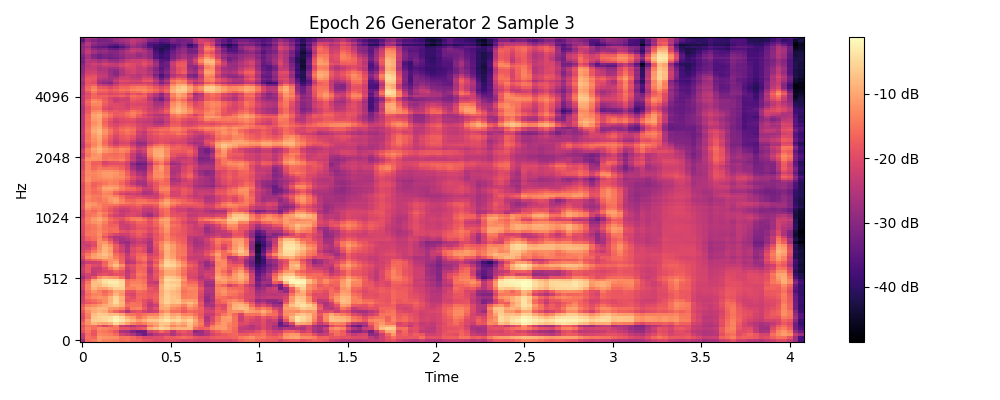 Epoch 26 Generator 2 Sample 3
Hz
4096
2048
1024
512
0
0 0.5 1 1.5 2 2.5 3 3.5 4
Time
-10 dB
-20 dB
-30 dB
-40 dB